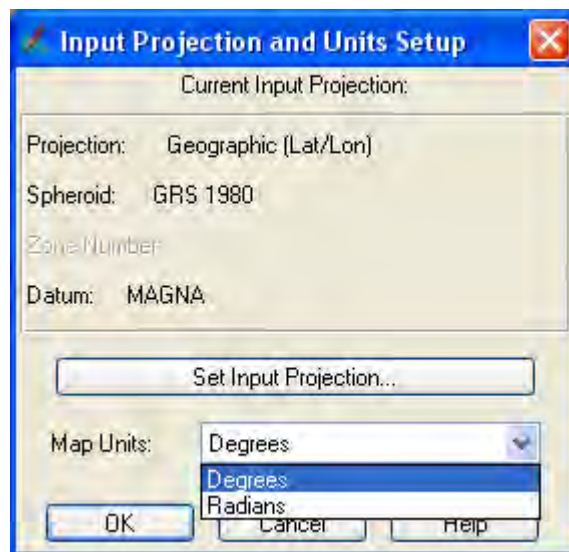 Input Projection and Units Setup
Current Input Projection:
Projection: Geographic (Lat/Lon)
Spheroid: GRS 1980
Zone Number
Datum: MAGNA
Set Input Projection...
Map Units: Degrees
Degrees
Radians
OK Cancel Help